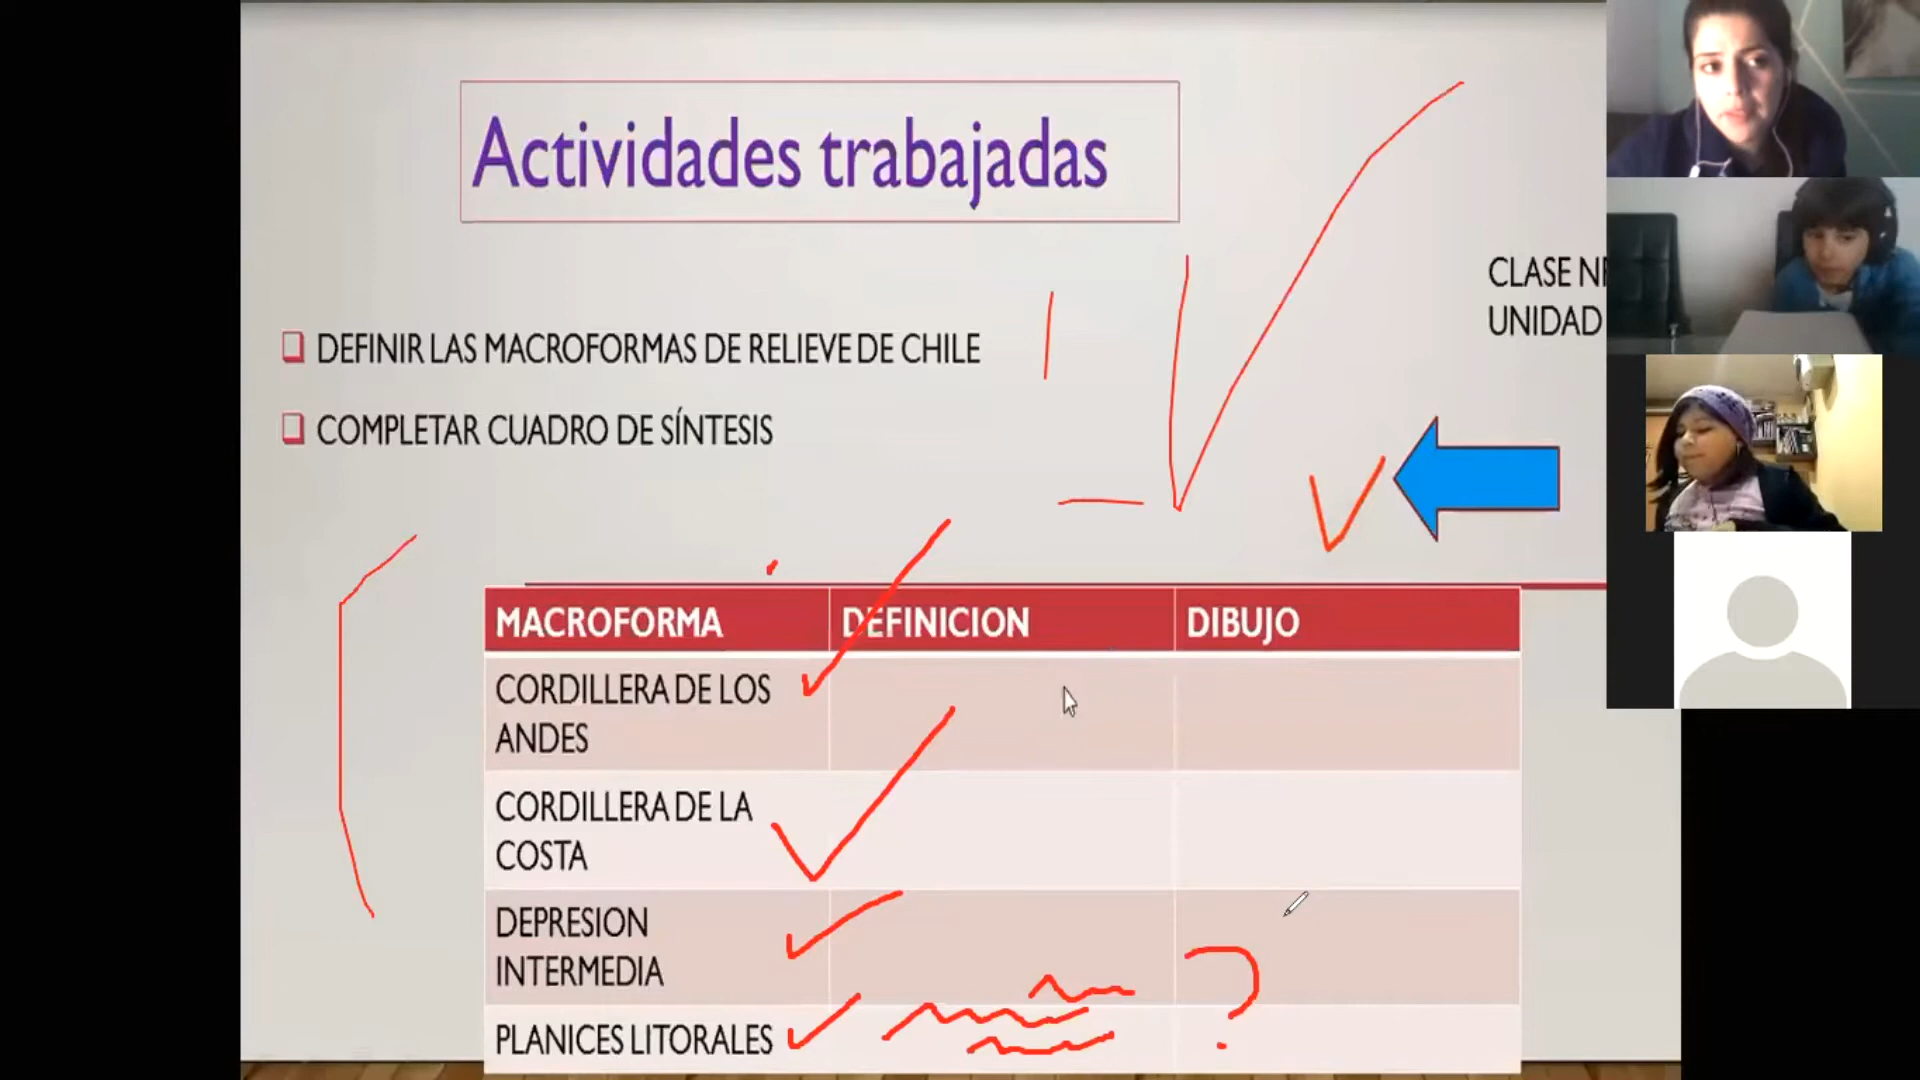 Actividades trabajadas
CLASE
UNIDAD
DEFINIR LAS MACROFORMAS DE RELIEVE DE CHILE
COMPLETAR CUADRO DE SÍNTESIS
MACROFORMA DEFINICION DIBUJO
CORDILLERA DE LOS
ANDES
CORDILLERA DE LA
COSTA
DEPRESION
INTERMEDIA
PLANICES LITORALES
?